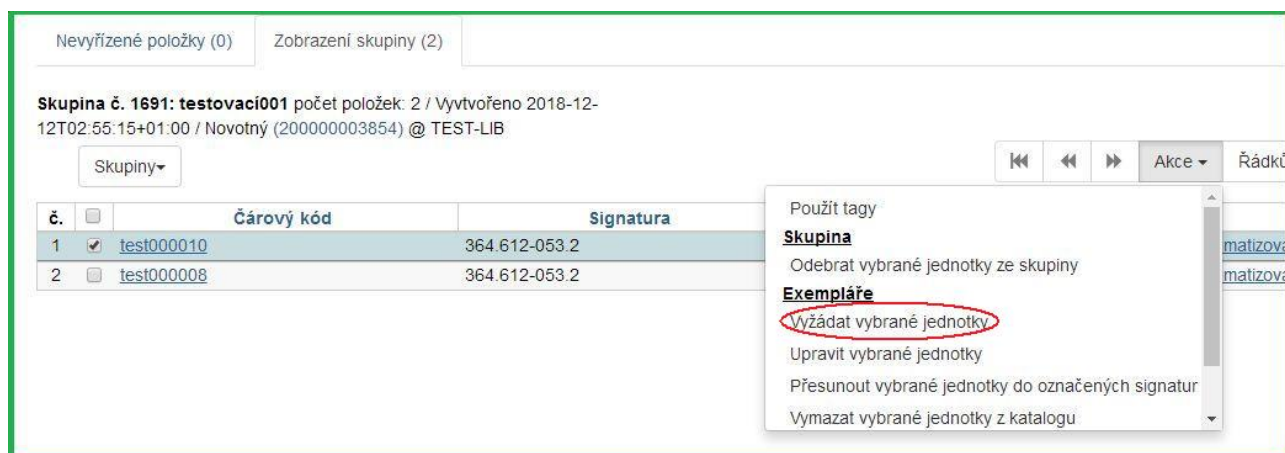 Nevyřízené položky (0) Zobrazení skupiny (2)
Skupina č. 1691: testovací001 počet položek: 2 / Vyvtvořeno 2018-12-
12T02:55:15+01:00 / Novotný (200000003854) @ TEST-LIB
Skupiny Akce Řádků
č. Čárový kód Signatura
1 test000010 364.612-053.2 matizova
2 test000008 364.612-053.2 matizova
Použít tagy
Skupina
Odebrat vybrané jednotky ze skupiny
Exempláře
Vyžádat vybrané jednotky
Upravit vybrané jednotky
Přesunout vybrané jednotky do označených signatur
Vymazat vybrané jednotky z katalogu